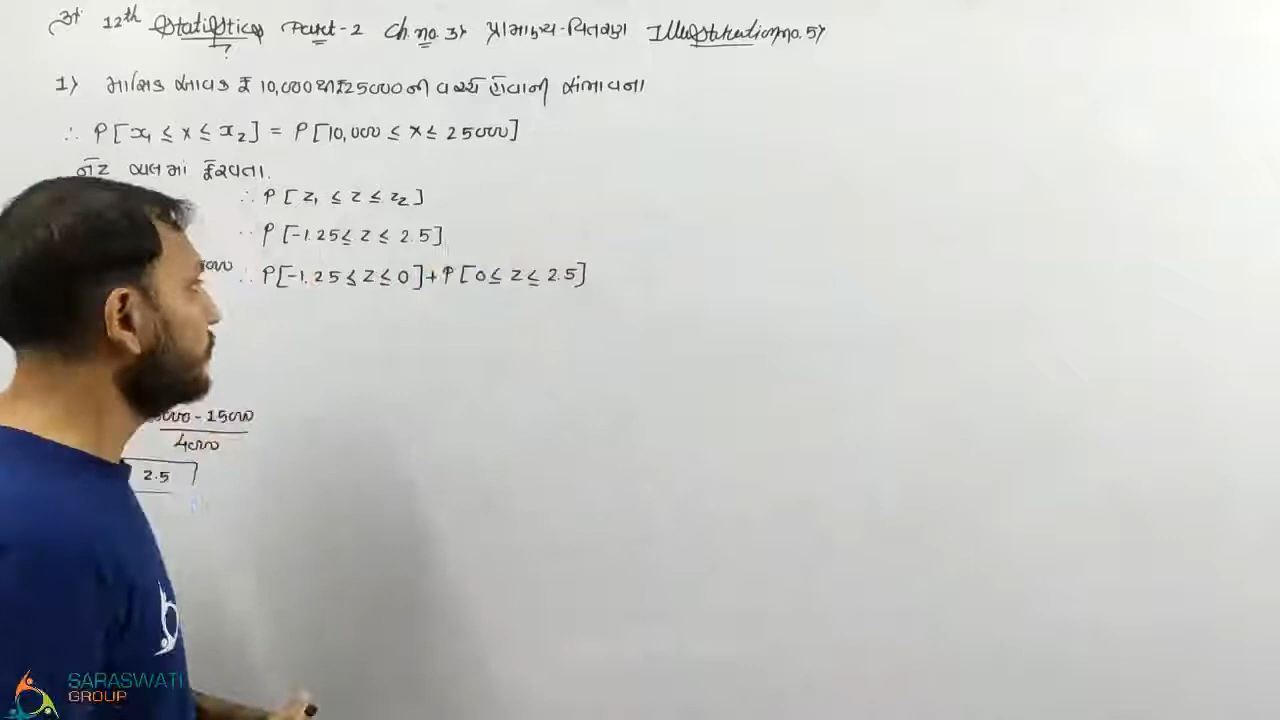 ૐ 12th Statistics Part-2 Ch.no.3) પ્રામાણ્ય-વિતરણ Illustration no.5)
1) માસિક આવક ₹ 10,000 થી ₹ 25000 ની વચ્ચે હોવાની સંભાવના
∴ P[x₁ ≤ x ≤ x₂] = P[10,000 ≤ x ≤ 25000]
ને Z માં ફેરવતા.
∴ P[z₁ ≤ z ≤ z₂]
∴ P[-1.25 ≤ z ≤ 2.5]
∴ P[-1.25 ≤ z ≤ 0] + P[0 ≤ z ≤ 2.5]
000 - 15000
4000
2.5
SARASWATI
GROUP